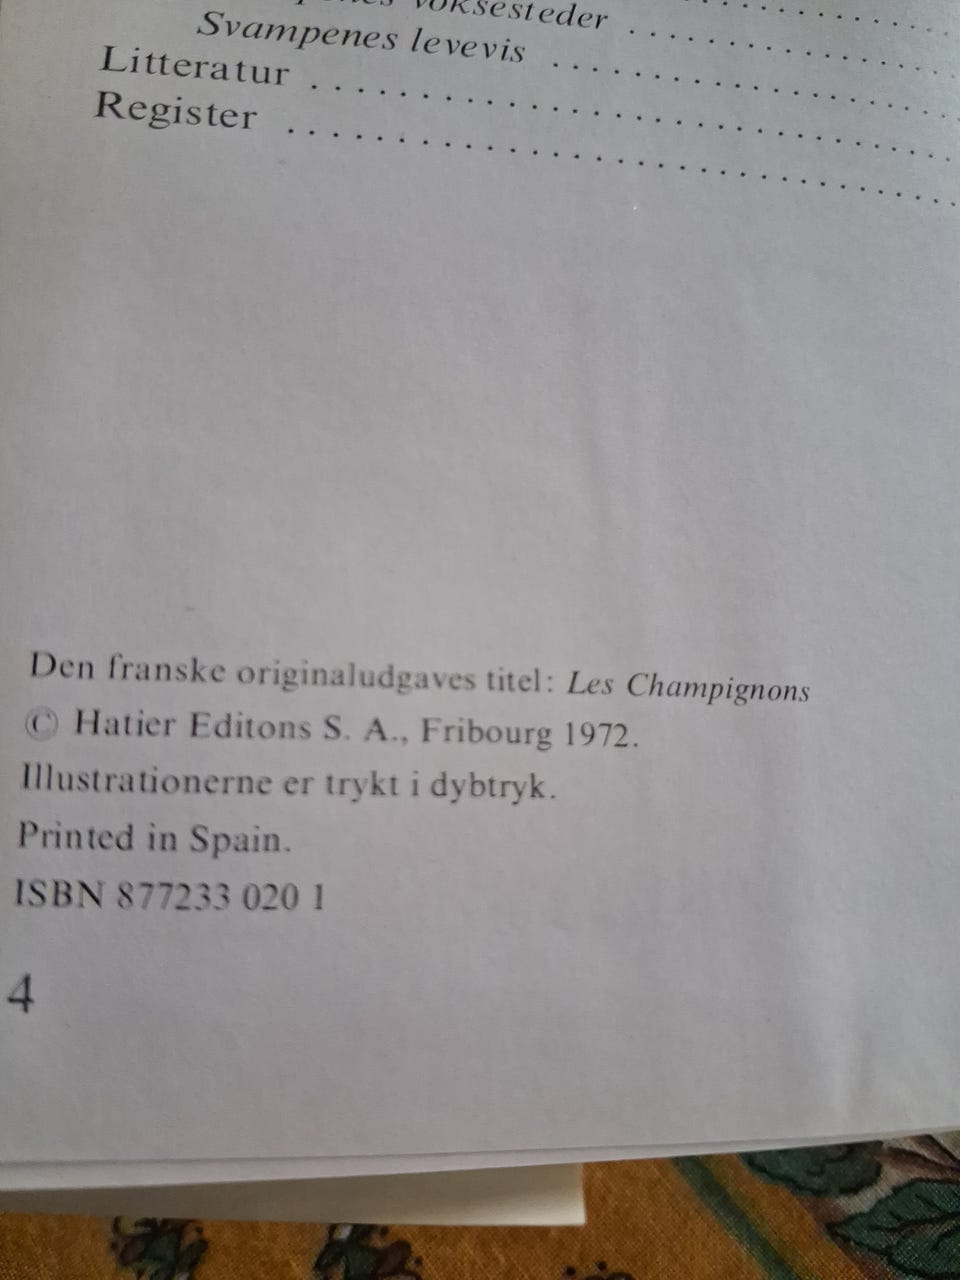 voksesteder ..............
Svampenes levevis ..................
Litteratur ............................
Register ..............................
Den franske originaludgaves titel: Les Champignons
© Hatier Editons S. A., Fribourg 1972.
Illustrationerne er trykt i dybtryk.
Printed in Spain.
ISBN 877233 020 1
4